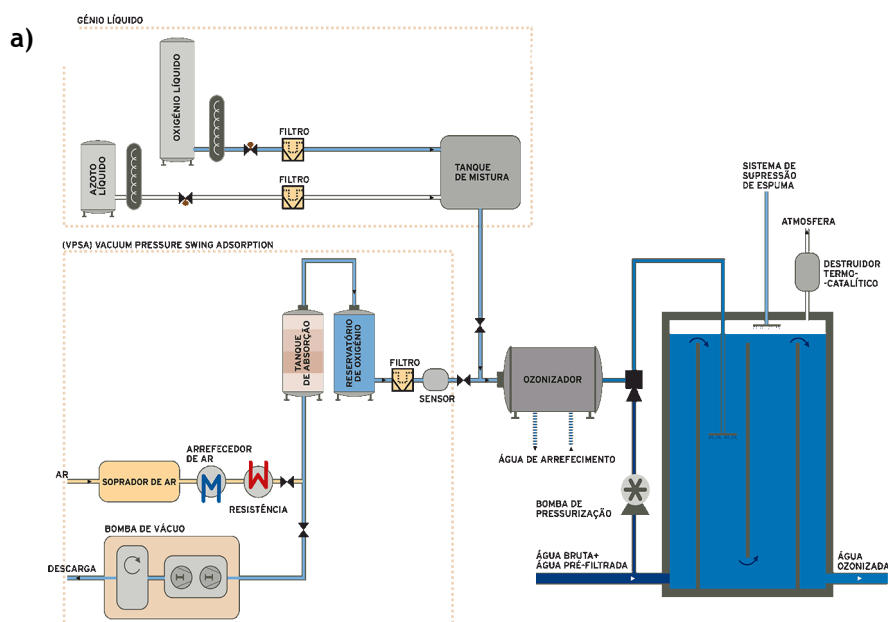 a)
GÉNIO LÍQUIDO
OXIGÉNIO LÍQUIDO
AZOTO
LÍQUIDO
FILTRO
FILTRO
TANQUE
DE MISTURA
SISTEMA DE
SUPRESSÃO
DE ESPUMA
ATMOSFERA
DESTRUIDOR
TERMO-
-CATALÍTICO
(VPSA) VACUUM PRESSURE SWING ADSORPTION
TANQUE
DE ABSORÇÃO
RESERVATÓRIO
DE OXIGÉNIO
FILTRO
SENSOR
OZONIZADOR
ÁGUA DE ARREFECIMENTO
ARREFECEDOR
DE AR
AR
SOPRADOR DE AR
RESISTÊNCIA
BOMBA DE
PRESSURIZAÇÃO
BOMBA DE VÁCUO
DESCARGA
ÁGUA BRUTA+
ÁGUA PRÉ-FILTRADA
ÁGUA
OZONIZADA